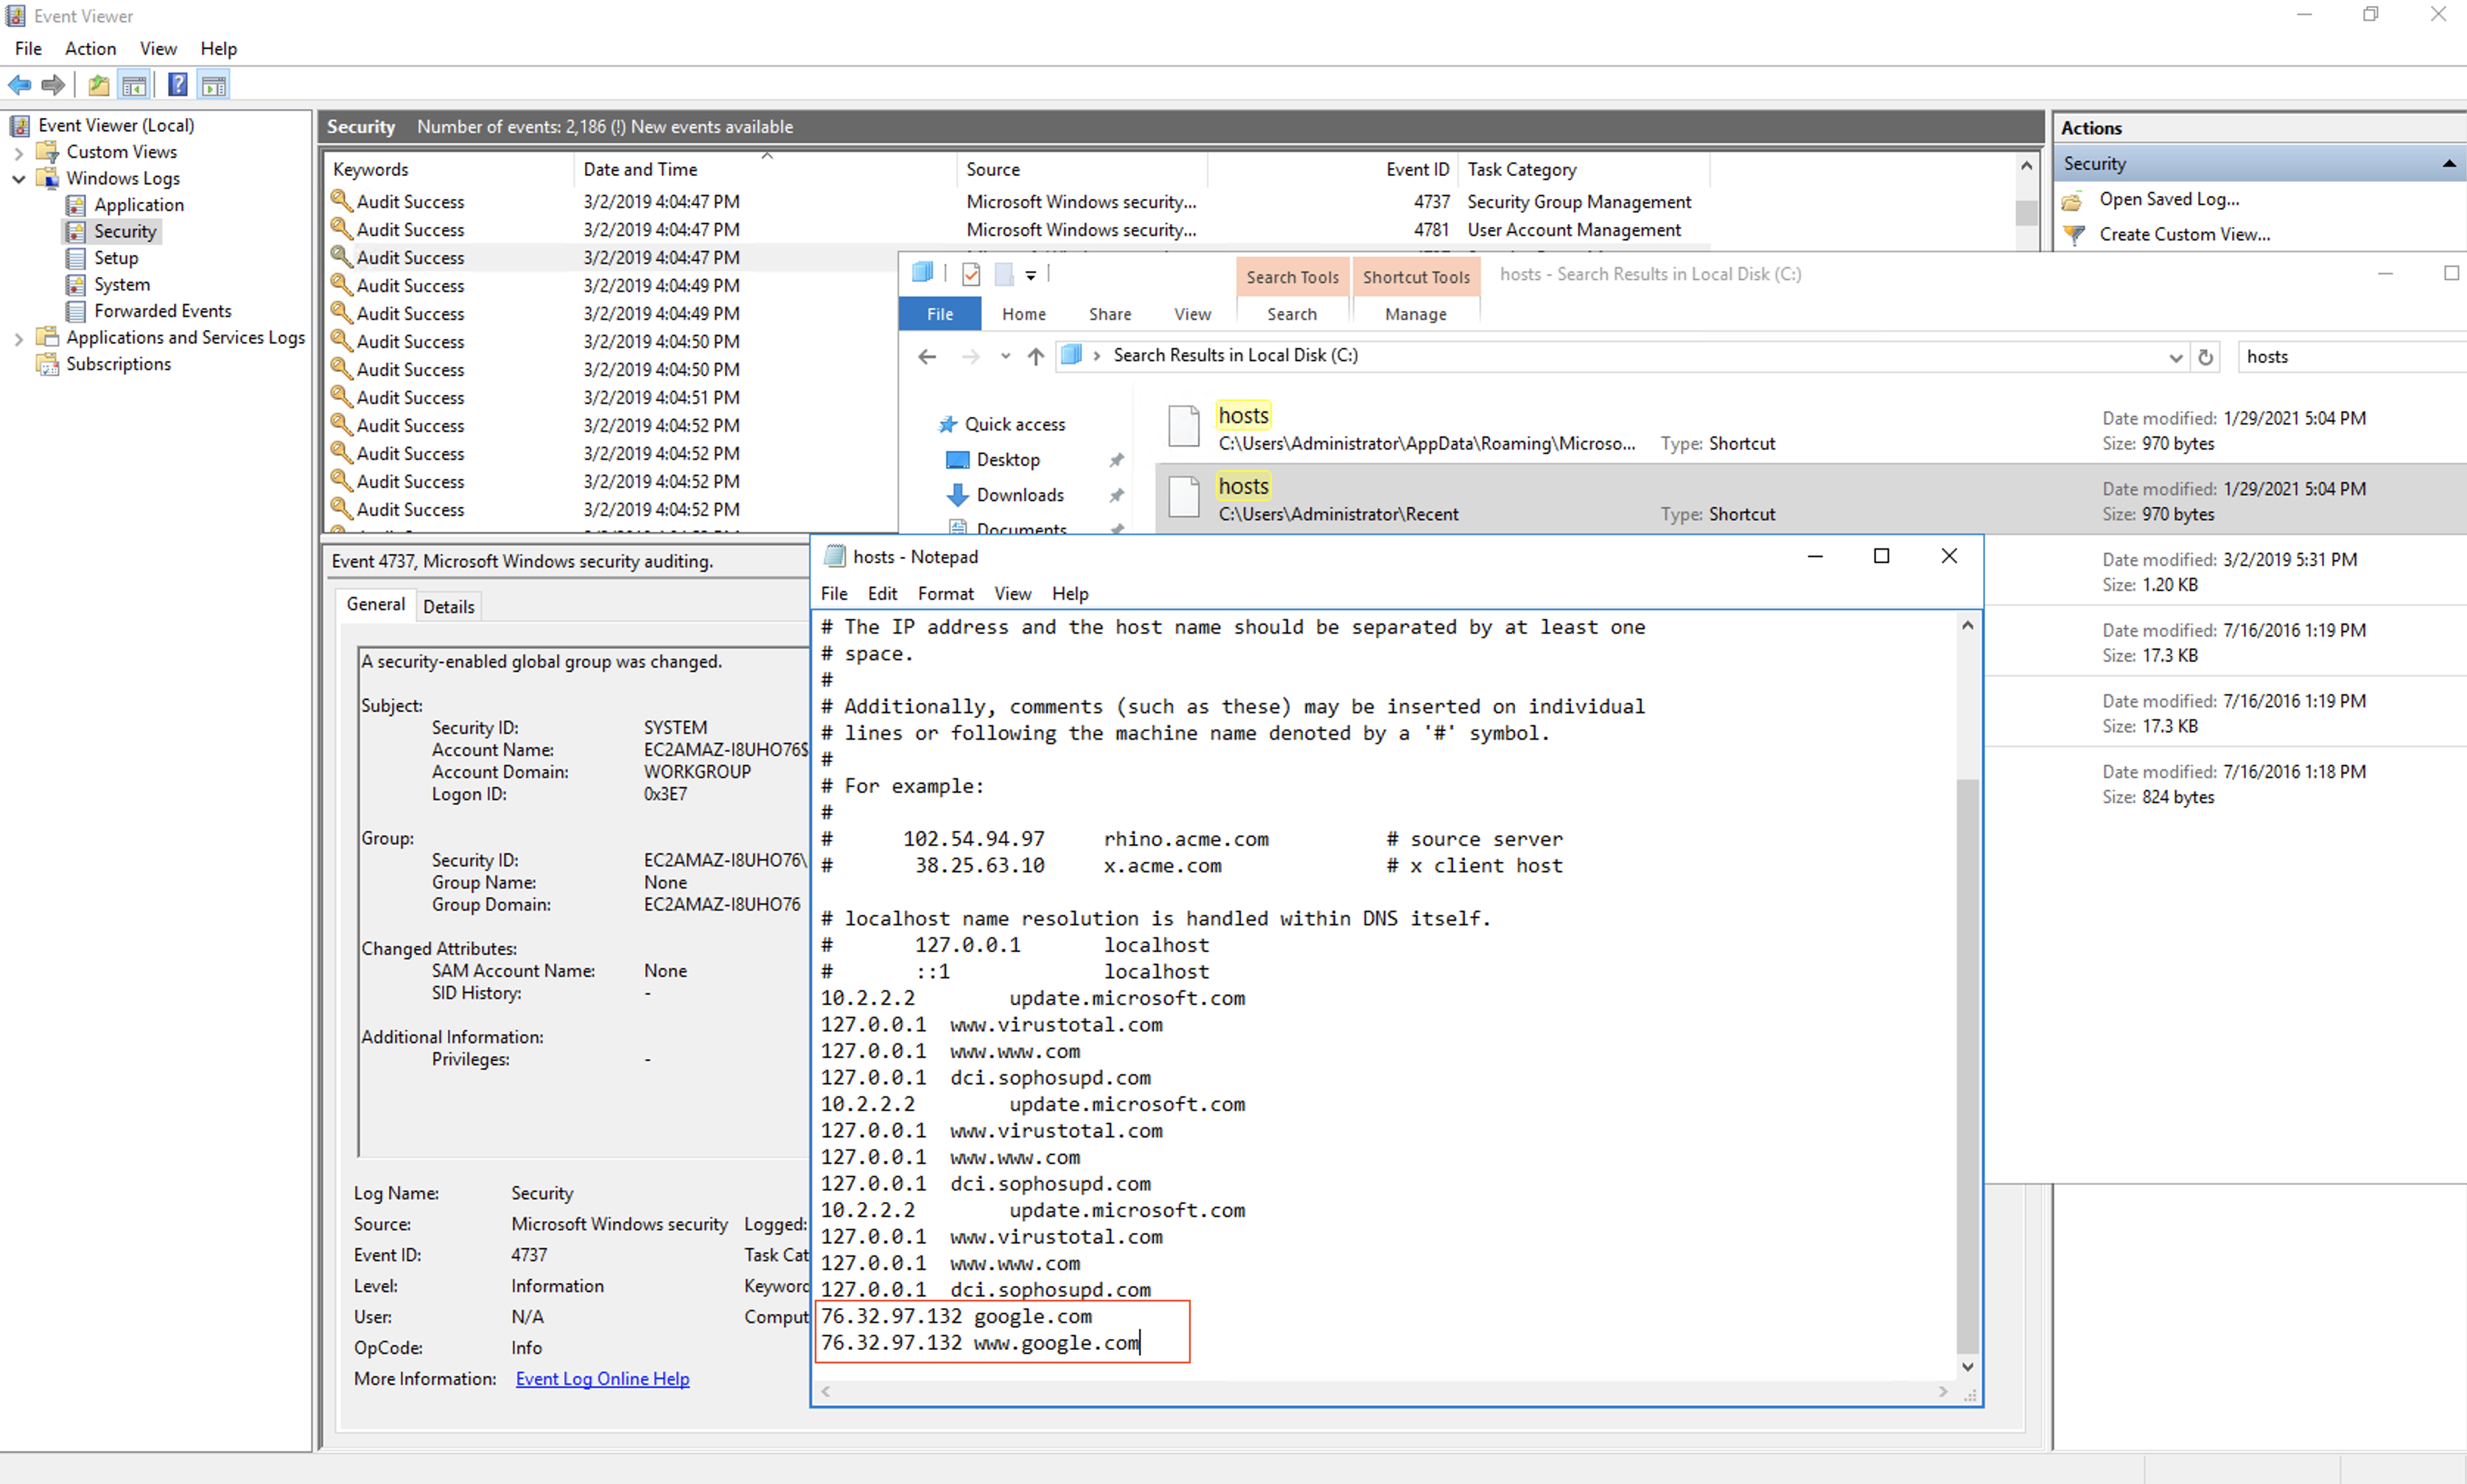 Event Viewer
File Action View Help
Event Viewer (Local)
Custom Views
Windows Logs
Application
Security
Setup
System
Forwarded Events
Applications and Services Logs
Subscriptions
Security Number of events: 2,186 (!) New events available
Keywords Date and Time Source Event ID Task Category
Audit Success 3/2/2019 4:04:47 PM Microsoft Windows security... 4737 Security Group Management
Audit Success 3/2/2019 4:04:47 PM Microsoft Windows security... 4781 User Account Management
Audit Success 3/2/2019 4:04:47 PM
Audit Success 3/2/2019 4:04:49 PM
Audit Success 3/2/2019 4:04:49 PM
Audit Success 3/2/2019 4:04:50 PM
Audit Success 3/2/2019 4:04:50 PM
Audit Success 3/2/2019 4:04:51 PM
Audit Success 3/2/2019 4:04:52 PM
Audit Success 3/2/2019 4:04:52 PM
Audit Success 3/2/2019 4:04:52 PM
Audit Success 3/2/2019 4:04:52 PM
Actions
Security
Open Saved Log...
Create Custom View...
Search Tools Shortcut Tools hosts - Search Results in Local Disk (C:)
File Home Share View Search Manage
Search Results in Local Disk (C:) hosts
Quick access
Desktop
Downloads
Documents
hosts
C:\Users\Administrator\AppData\Roaming\Microso... Type: Shortcut
Date modified: 1/29/2021 5:04 PM
Size: 970 bytes
hosts
C:\Users\Administrator\Recent Type: Shortcut
Date modified: 1/29/2021 5:04 PM
Size: 970 bytes
Date modified: 3/2/2019 5:31 PM
Size: 1.20 KB
Date modified: 7/16/2016 1:19 PM
Size: 17.3 KB
Date modified: 7/16/2016 1:19 PM
Size: 17.3 KB
Date modified: 7/16/2016 1:18 PM
Size: 824 bytes
Event 4737, Microsoft Windows security auditing.
General Details
A security-enabled global group was changed.
Subject:
Security ID: SYSTEM
Account Name: EC2AMAZ-I8UHO76$
Account Domain: WORKGROUP
Logon ID: 0x3E7
Group:
Security ID: EC2AMAZ-I8UHO76\
Group Name: None
Group Domain: EC2AMAZ-I8UHO76
Changed Attributes:
SAM Account Name: None
SID History: -
Additional Information:
Privileges: -
Log Name: Security
Source: Microsoft Windows security Logged:
Event ID: 4737 Task Cat
Level: Information Keyword
User: N/A Comput
OpCode: Info
More Information: Event Log Online Help
hosts - Notepad
File Edit Format View Help
# The IP address and the host name should be separated by at least one
# space.
#
# Additionally, comments (such as these) may be inserted on individual
# lines or following the machine name denoted by a '#' symbol.
#
# For example:
#
# 102.54.94.97 rhino.acme.com # source server
# 38.25.63.10 x.acme.com # x client host
# localhost name resolution is handled within DNS itself.
# 127.0.0.1 localhost
# ::1 localhost
10.2.2.2 update.microsoft.com
127.0.0.1 www.virustotal.com
127.0.0.1 www.www.com
127.0.0.1 dci.sophosupd.com
10.2.2.2 update.microsoft.com
127.0.0.1 www.virustotal.com
127.0.0.1 www.www.com
127.0.0.1 dci.sophosupd.com
10.2.2.2 update.microsoft.com
127.0.0.1 www.virustotal.com
127.0.0.1 www.www.com
127.0.0.1 dci.sophosupd.com
76.32.97.132 google.com
76.32.97.132 www.google.com